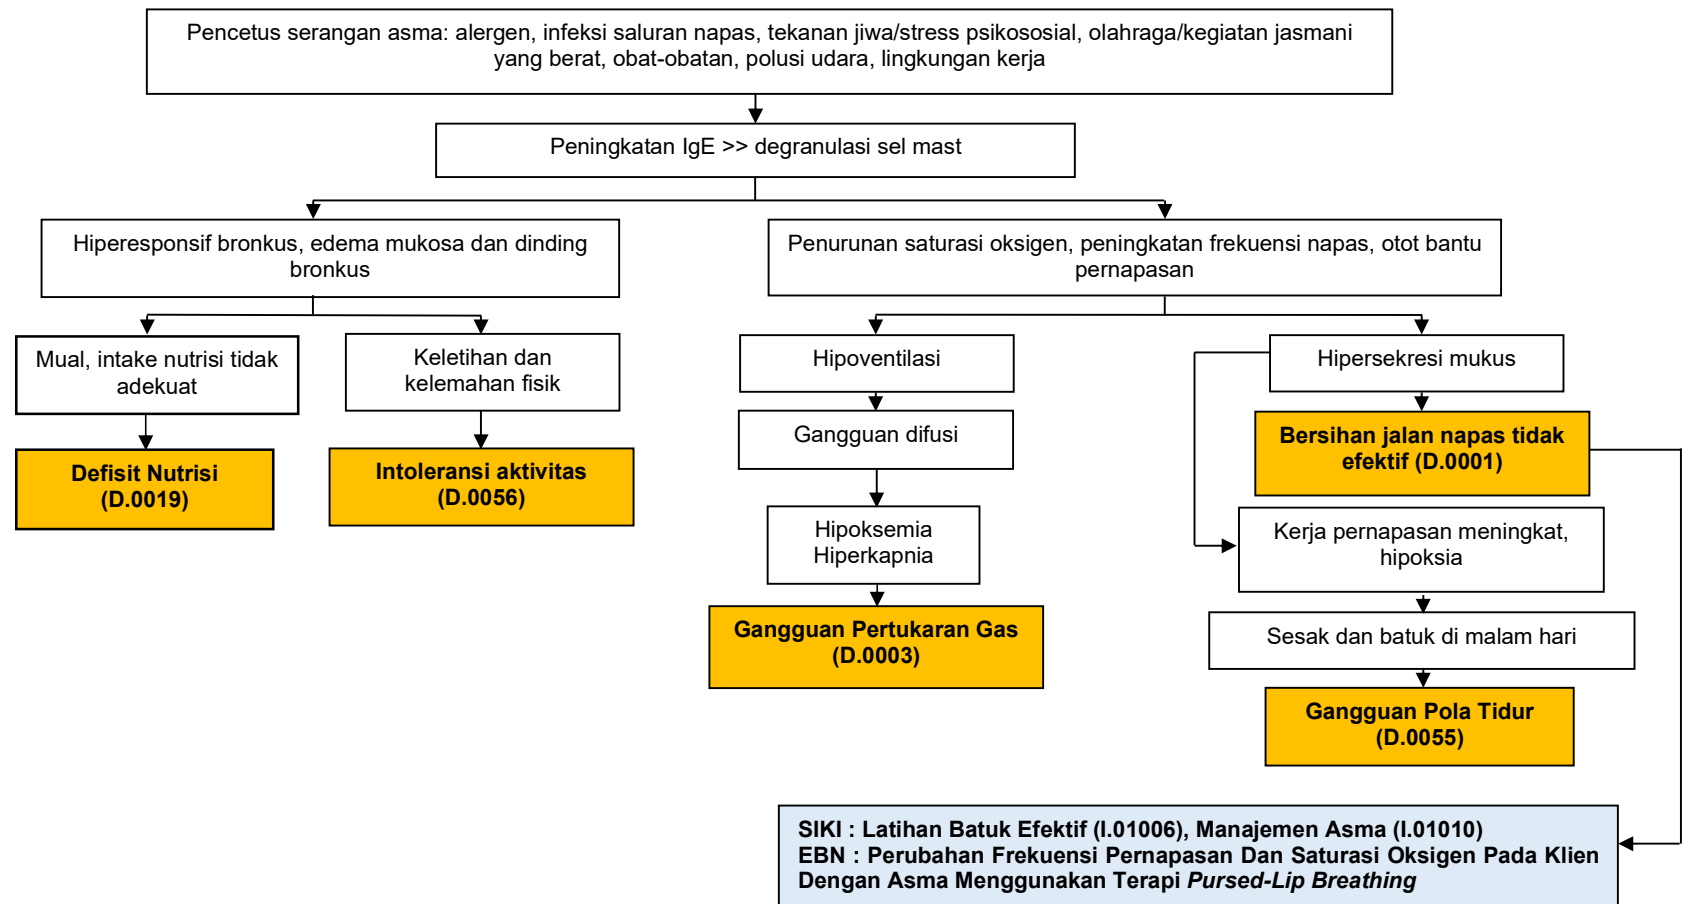 Pencetus serangan asma: alergen, infeksi saluran napas, tekanan jiwa/stress psikososial, olahraga/kegiatan jasmani
yang berat, obat-obatan, polusi udara, lingkungan kerja
Peningkatan IgE >> degranulasi sel mast
Hiperesponsif bronkus, edema mukosa dan dinding
bronkus
Penurunan saturasi oksigen, peningkatan frekuensi napas, otot bantu
pernapasan
Mual, intake nutrisi tidak
adekuat
Keletihan dan
kelemahan fisik
Hipoventilasi
Hipersekresi mukus
Gangguan difusi
Bersihan jalan napas tidak
efektif (D.0001)
Defisit Nutrisi
(D.0019)
Intoleransi aktivitas
(D.0056)
Hipoksemia
Hiperkapnia
Kerja pernapasan meningkat,
hipoksia
Gangguan Pertukaran Gas
(D.0003)
Sesak dan batuk di malam hari
Gangguan Pola Tidur
(D.0055)
SIKI : Latihan Batuk Efektif (I.01006), Manajemen Asma (I.01010)
EBN : Perubahan Frekuensi Pernapasan Dan Saturasi Oksigen Pada Klien
Dengan Asma Menggunakan Terapi Pursed-Lip Breathing